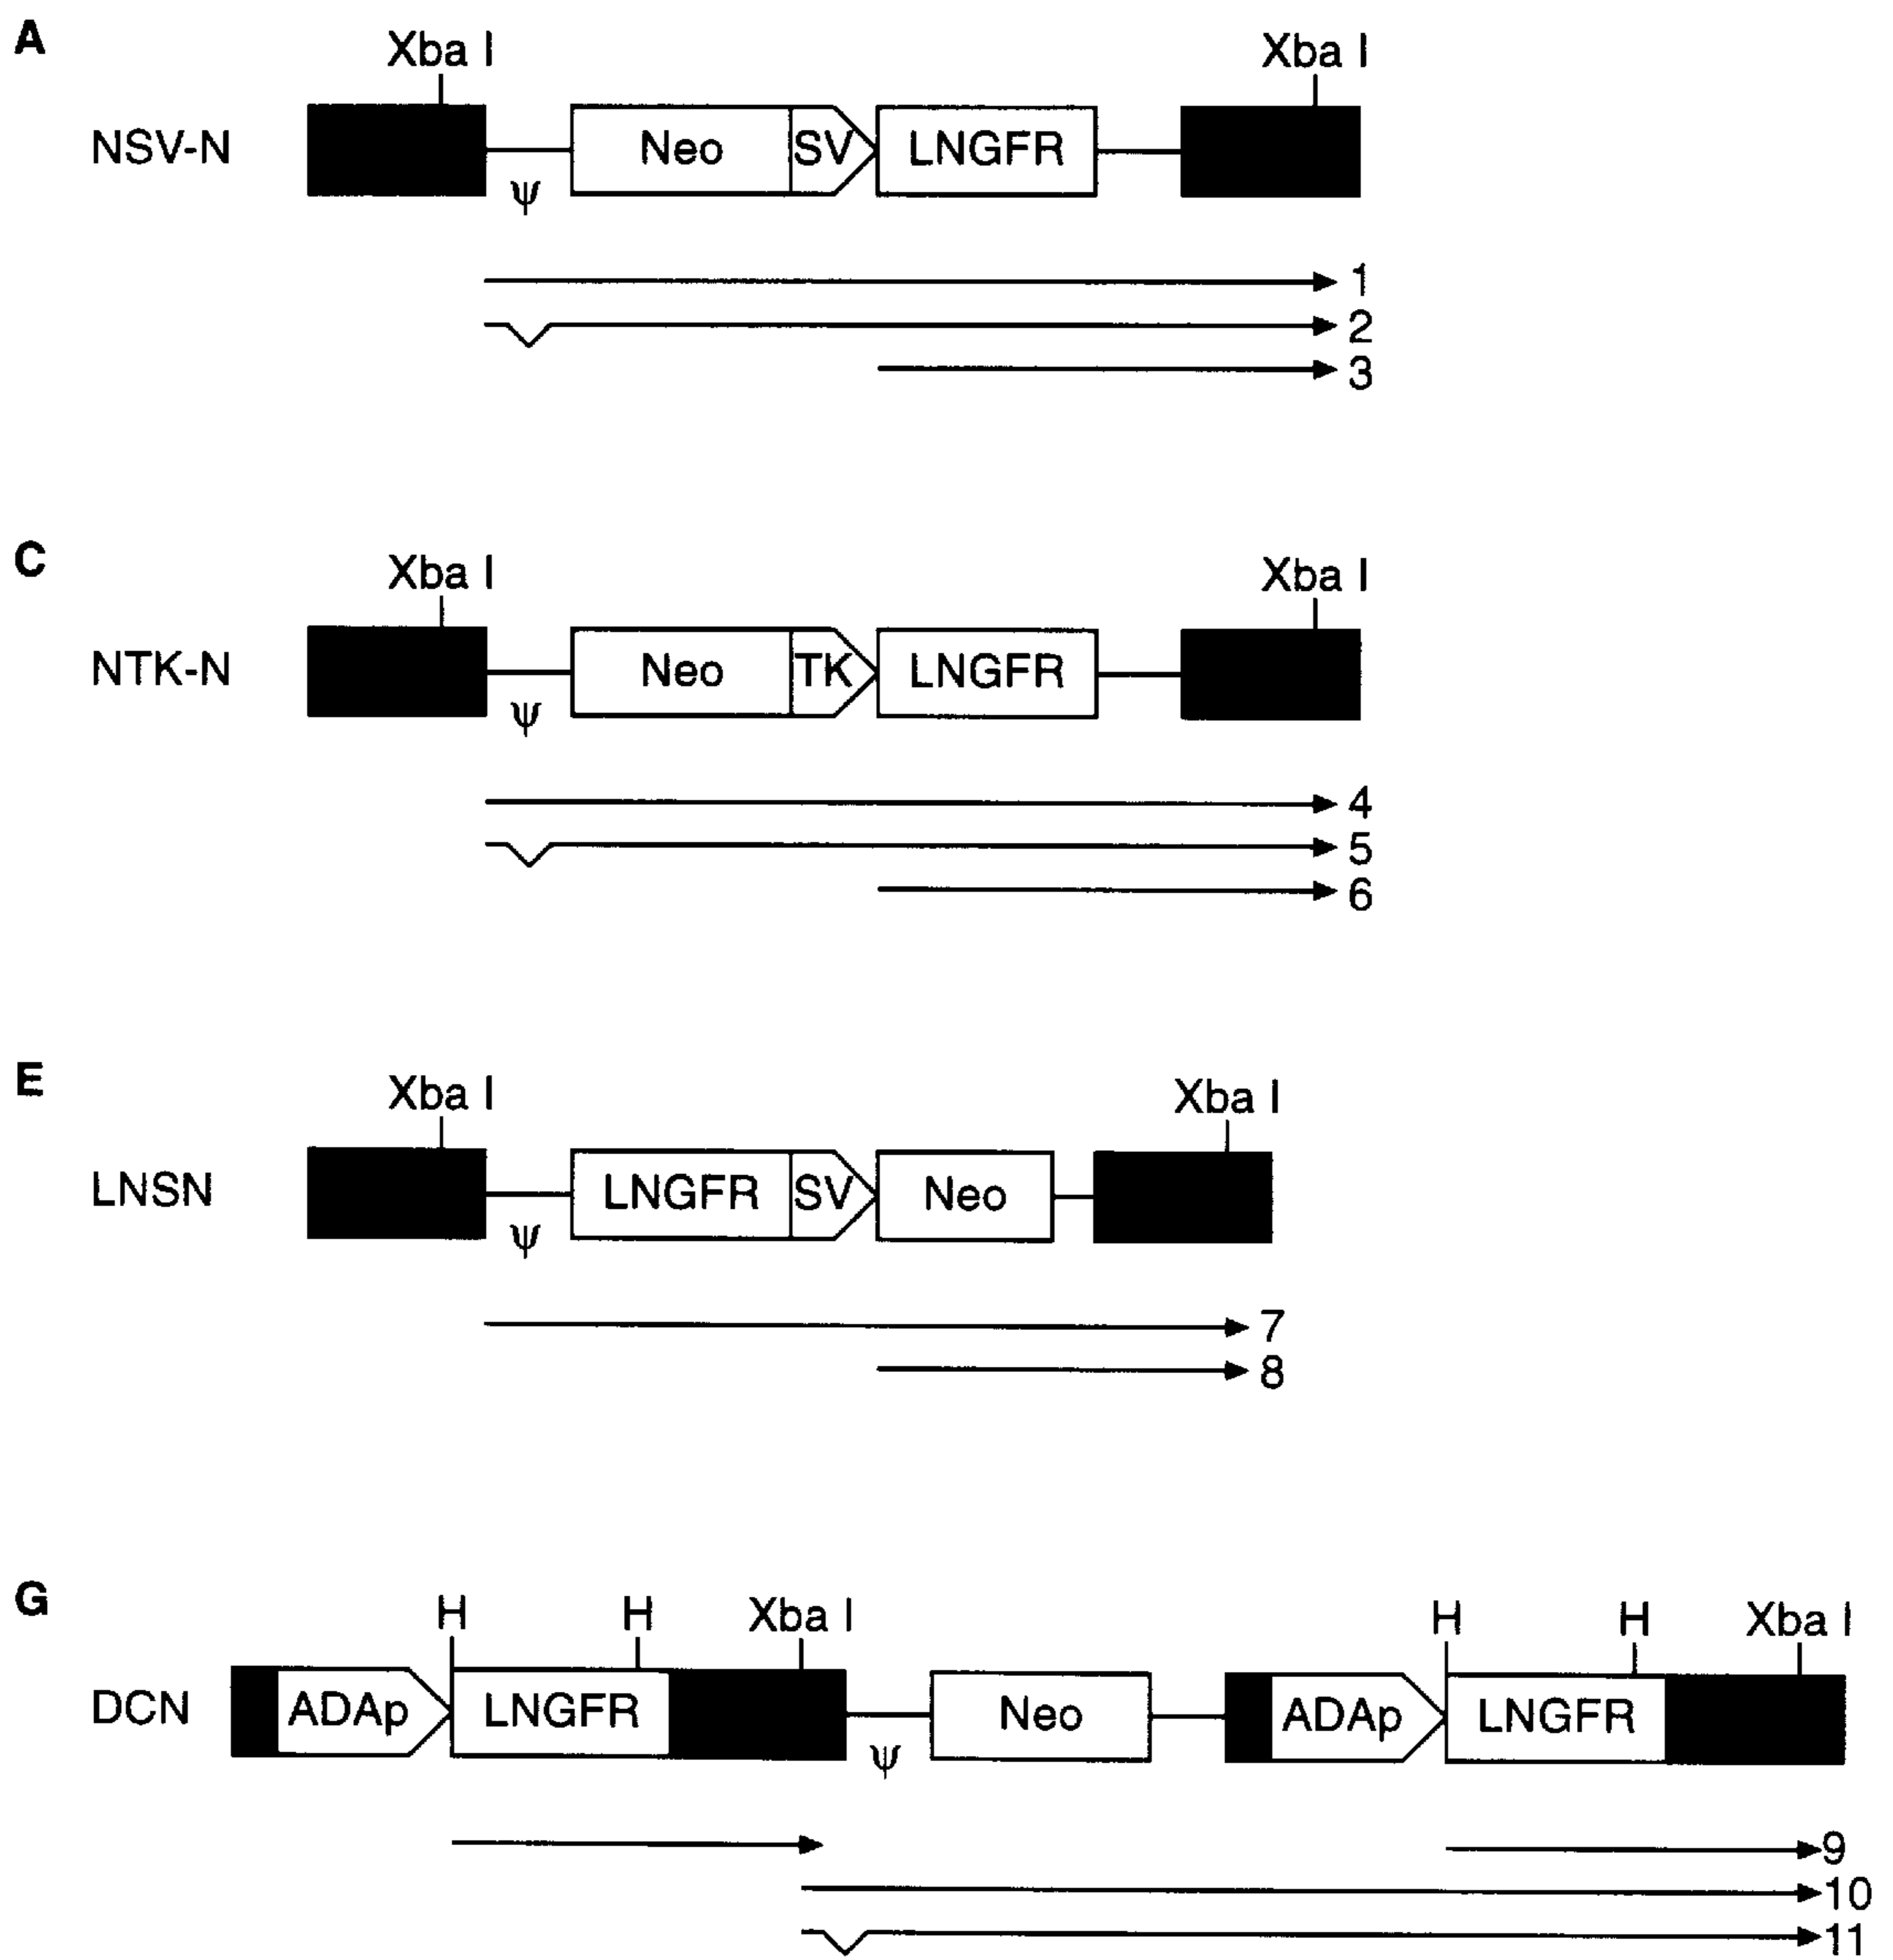 A
Xba I Xba I
NSV-N Neo SV LNGFR
ψ
1
2
3
C
Xba I Xba I
NTK-N Neo TK LNGFR
ψ
4
5
6
E
Xba I Xba I
LNSN LNGFR SV Neo
ψ
7
8
G
H H Xba I H H Xba I
DCN ADAp LNGFR Neo ADAp LNGFR
ψ
9
10
11